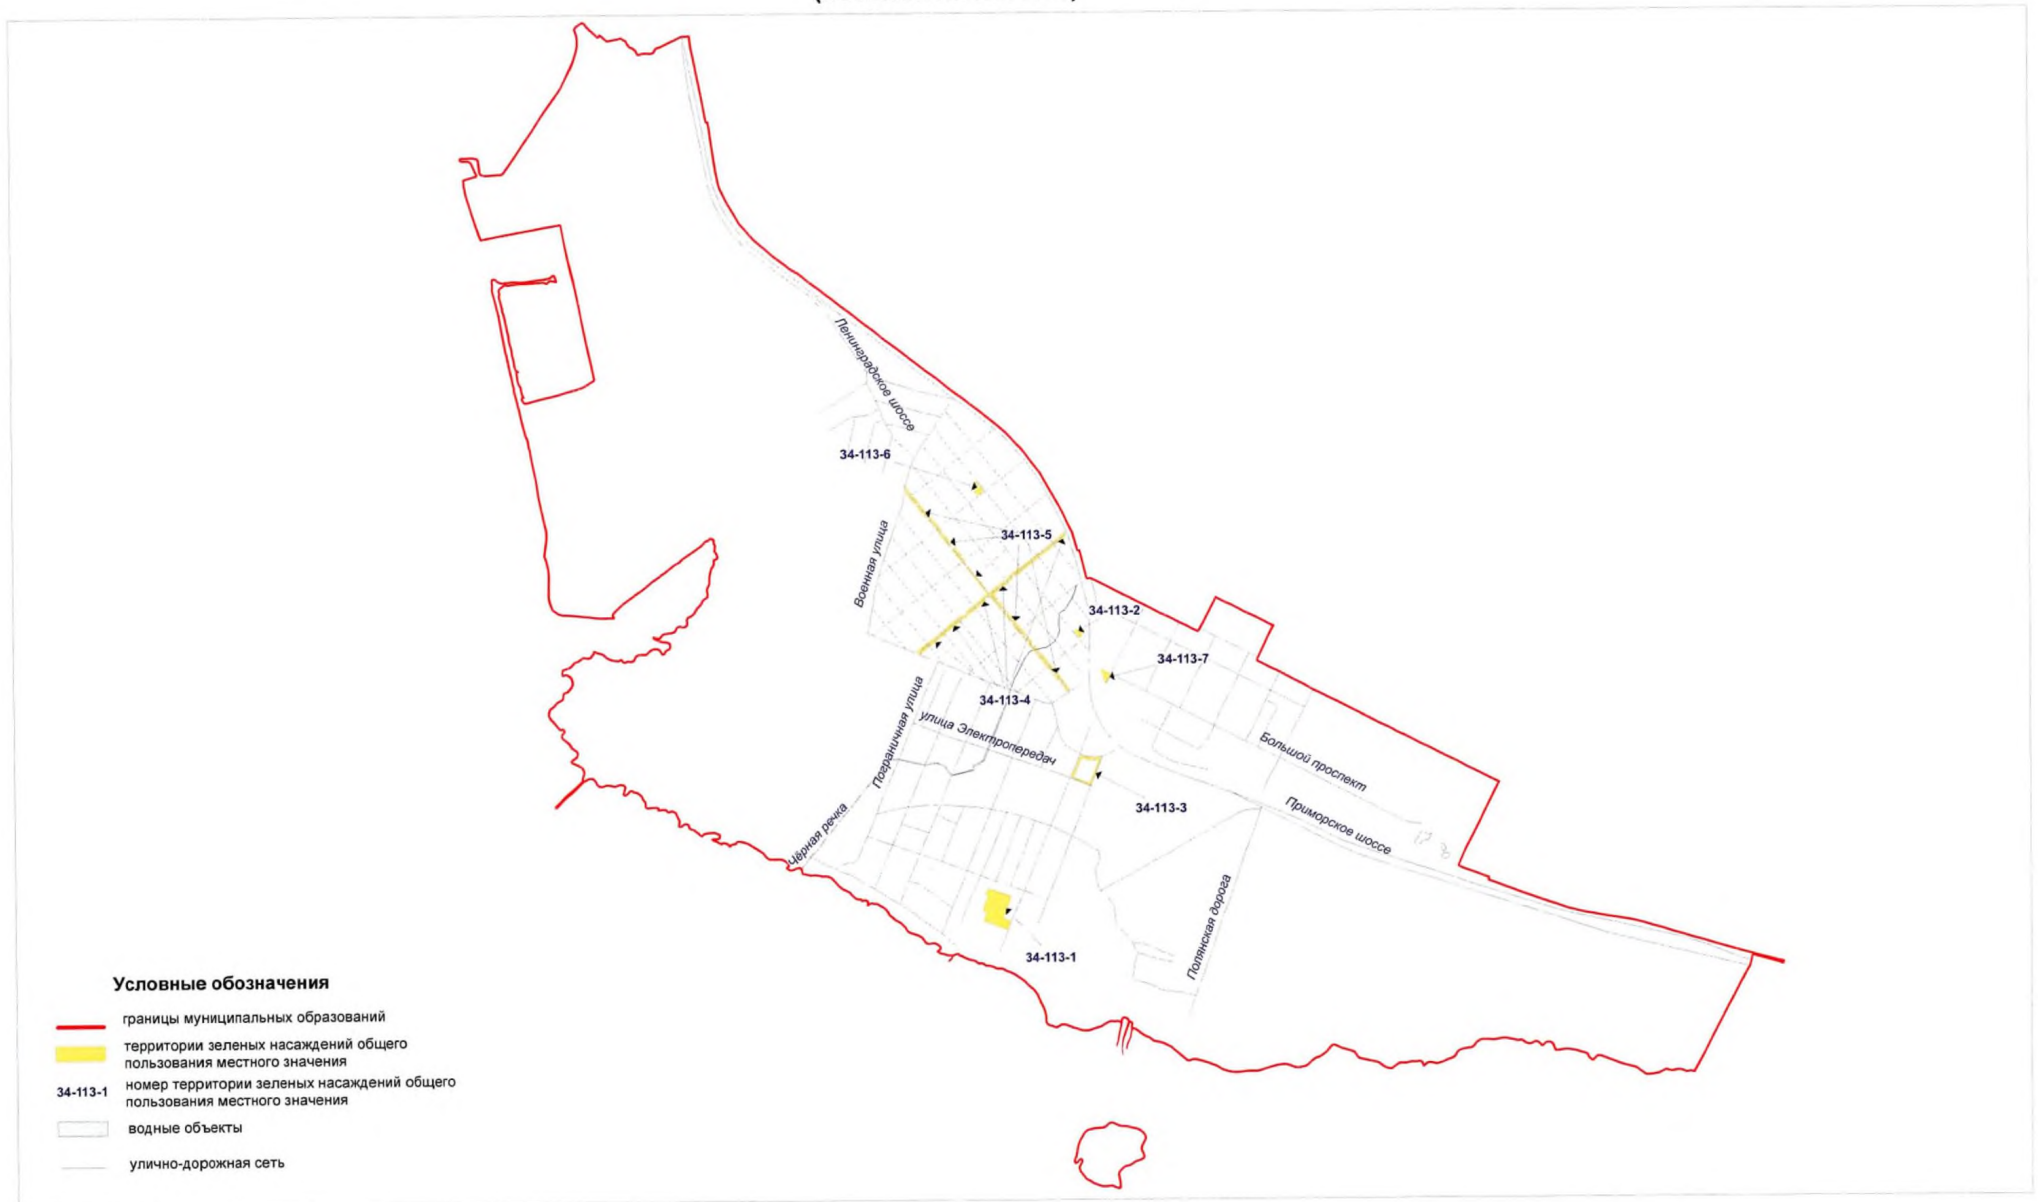 Ленинградское шоссе
34-113-6
34-113-5
Военная улица
34-113-2
34-113-7
34-113-4
Пограничная улица
улица Электропередач
Большой проспект
34-113-3
Приморское шоссе
Чёрная речка
Полянская дорога
34-113-1
Условные обозначения
границы муниципальных образований
территории зеленых насаждений общего
пользования местного значения
34-113-1 номер территории зеленых насаждений общего
пользования местного значения
водные объекты
улично-дорожная сеть